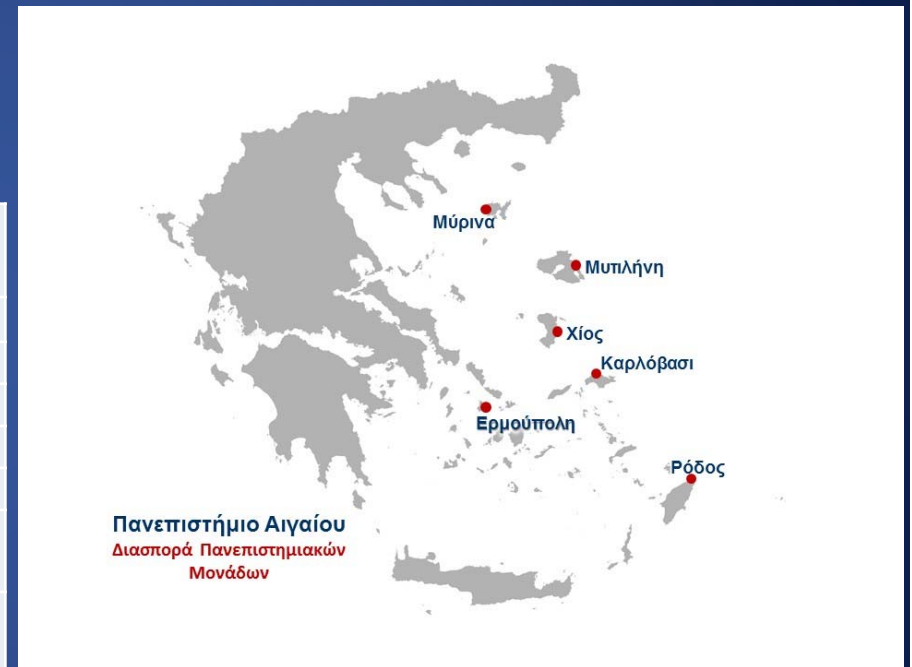 Μύρινα
Μυτιλήνη
Χίος
Καρλόβασι
Ερμούπολη
Ρόδος
Πανεπιστήμιο Αιγαίου
Διασπορά Πανεπιστημιακών
Μονάδων